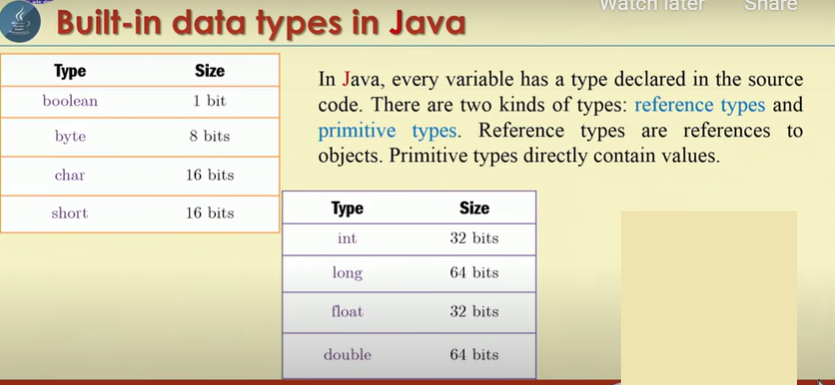 Watch later Share
Built-in data types in Java
Type Size
boolean 1 bit
byte 8 bits
char 16 bits
short 16 bits
In Java, every variable has a type declared in the source
code. There are two kinds of types: reference types and
primitive types. Reference types are references to
objects. Primitive types directly contain values.
Type Size
int 32 bits
long 64 bits
float 32 bits
double 64 bits